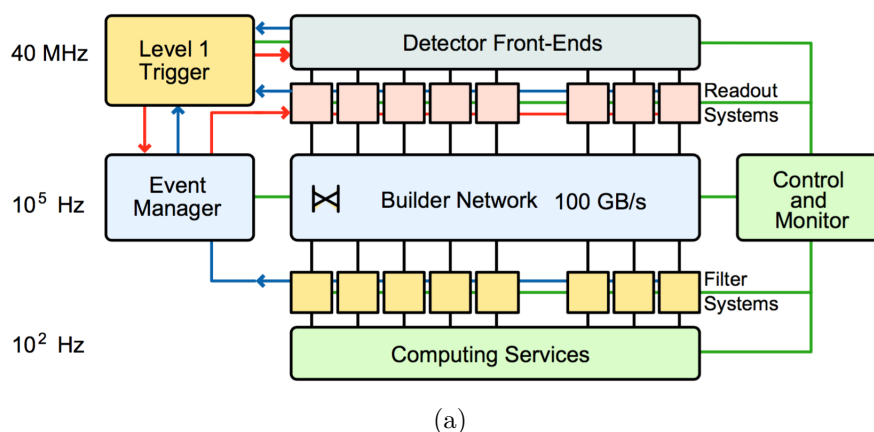 40 MHz
Level 1
Trigger
Detector Front-Ends
Readout
Systems
10⁵ Hz
Event
Manager
Builder Network 100 GB/s
Control
and
Monitor
Filter
Systems
10² Hz
Computing Services
(a)